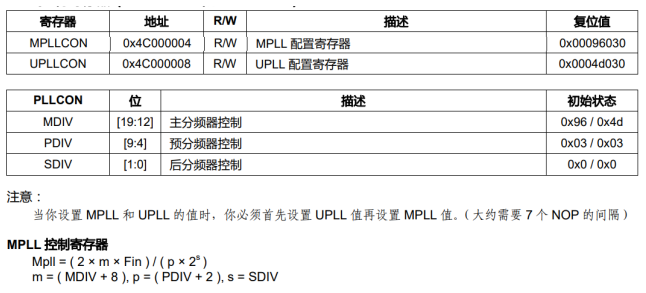 寄存器 地址 R/W 描述 复位值
MPLLCON 0x4C000004 R/W MPLL 配置寄存器 0x00096030
UPLLCON 0x4C000008 R/W UPLL 配置寄存器 0x0004d030
PLLCON 位 描述 初始状态
MDIV [19:12] 主分频器控制 0x96 / 0x4d
PDIV [9:4] 预分频器控制 0x03 / 0x03
SDIV [1:0] 后分频器控制 0x0 / 0x0
注意：
当你设置 MPLL 和 UPLL 的值时，你必须首先设置 UPLL 值再设置 MPLL 值。（大约需要 7 个 NOP 的间隔）
MPLL 控制寄存器
Mpll = ( 2 × m × Fin ) / ( p × 2ˢ )
m = ( MDIV + 8 ), p = ( PDIV + 2 ), s = SDIV